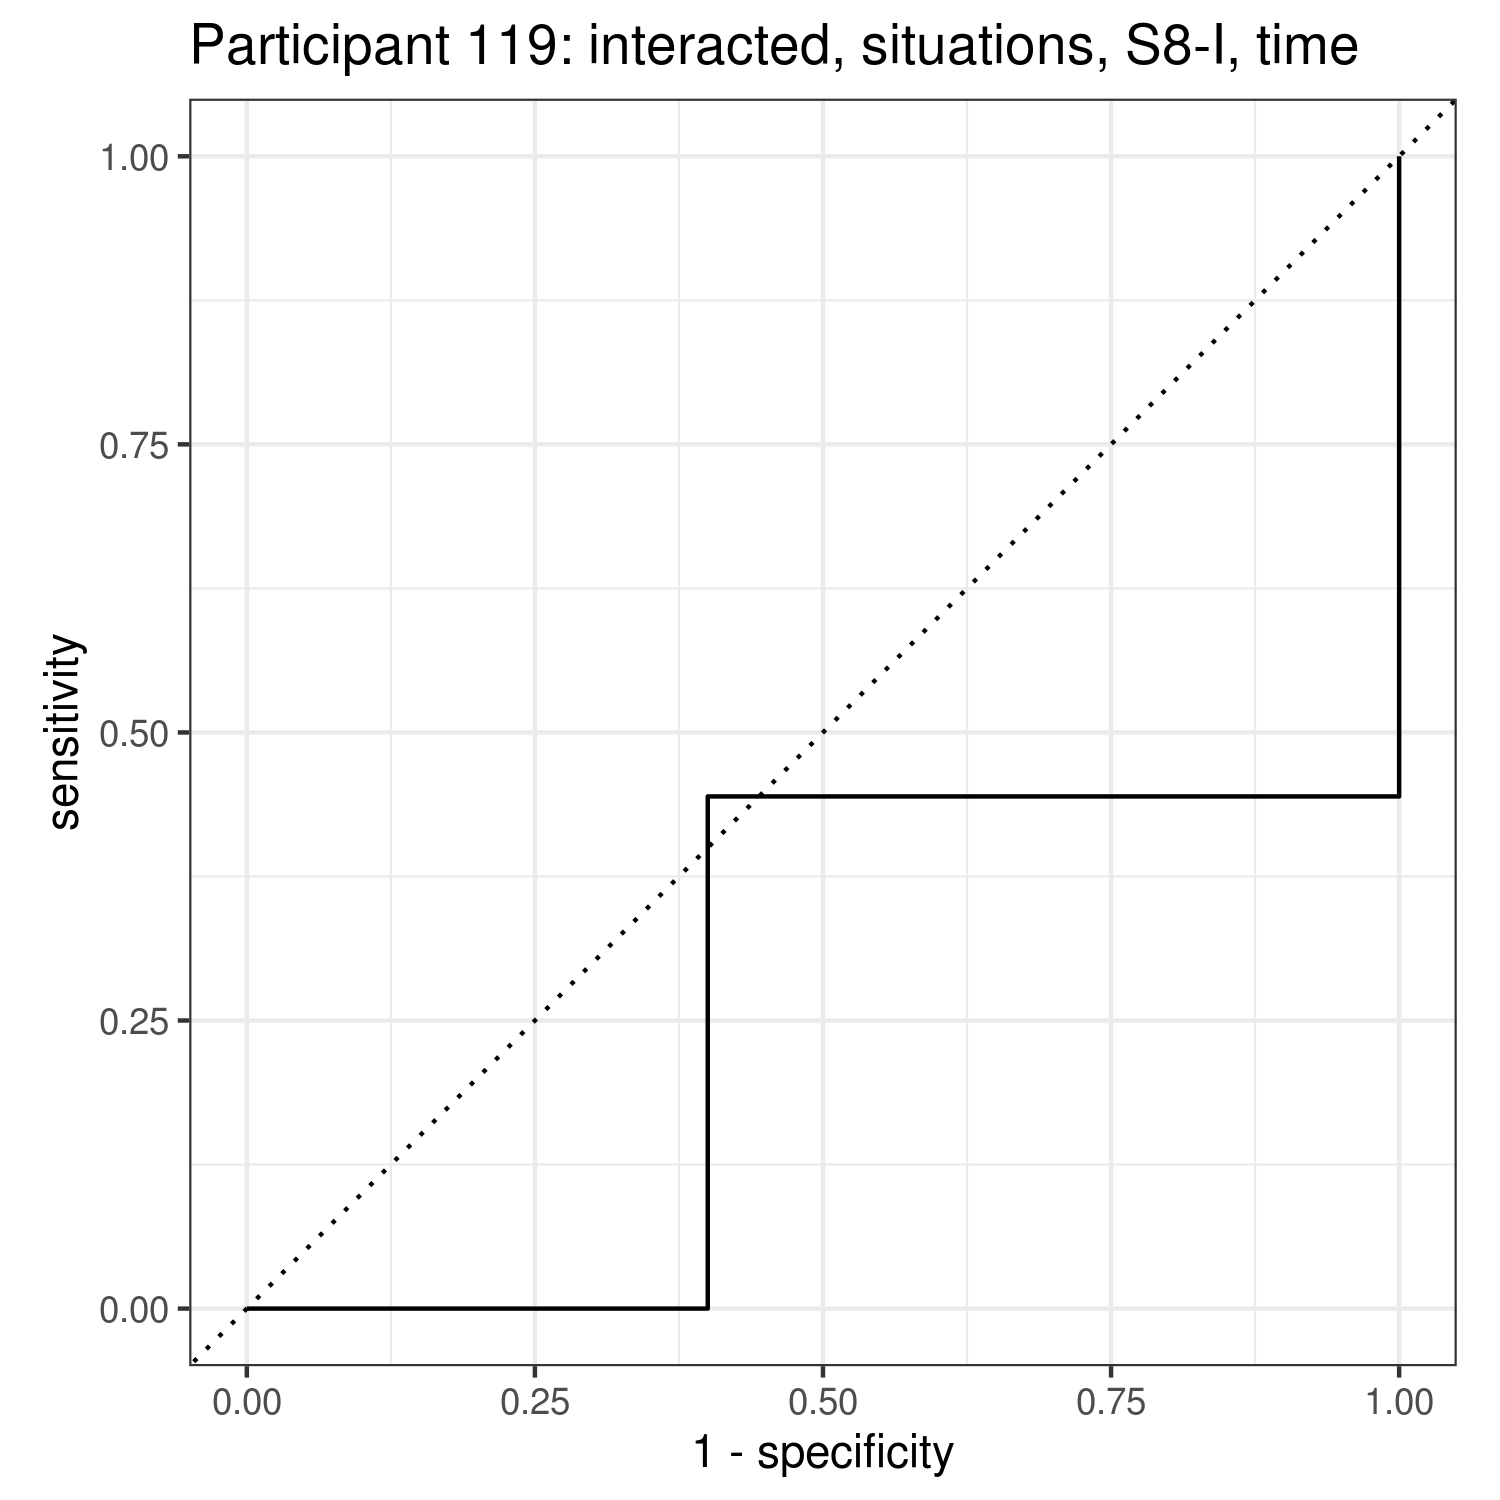 Participant 119: interacted, situations, S8-I, time
1.00
0.75
0.50
0.25
0.00
sensitivity
0.00 0.25 0.50 0.75 1.00
1 - specificity